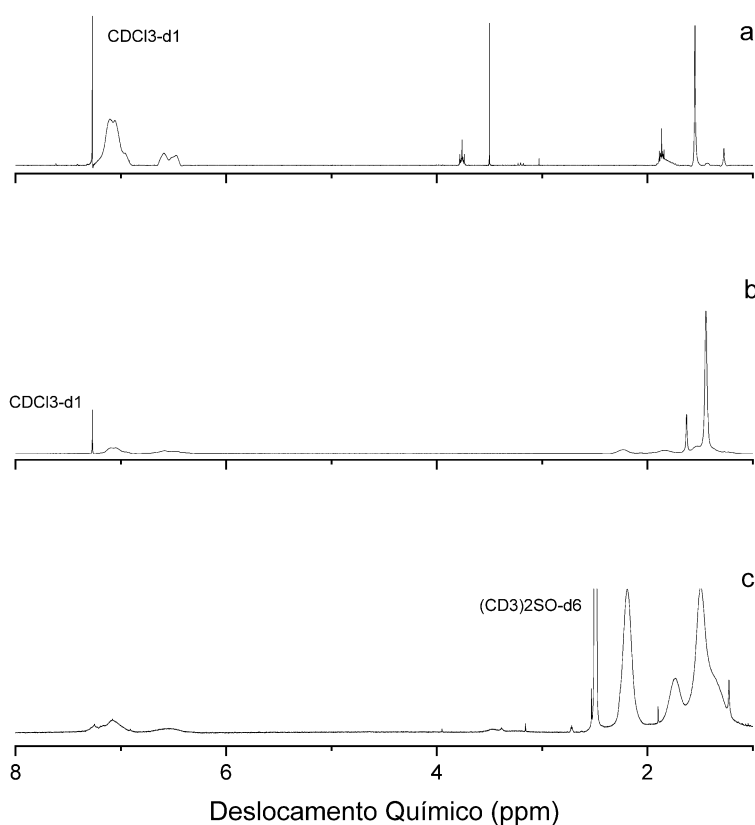 a
CDCl3-d1
b
CDCl3-d1
c
(CD3)2SO-d6
8 6 4 2
Deslocamento Químico (ppm)